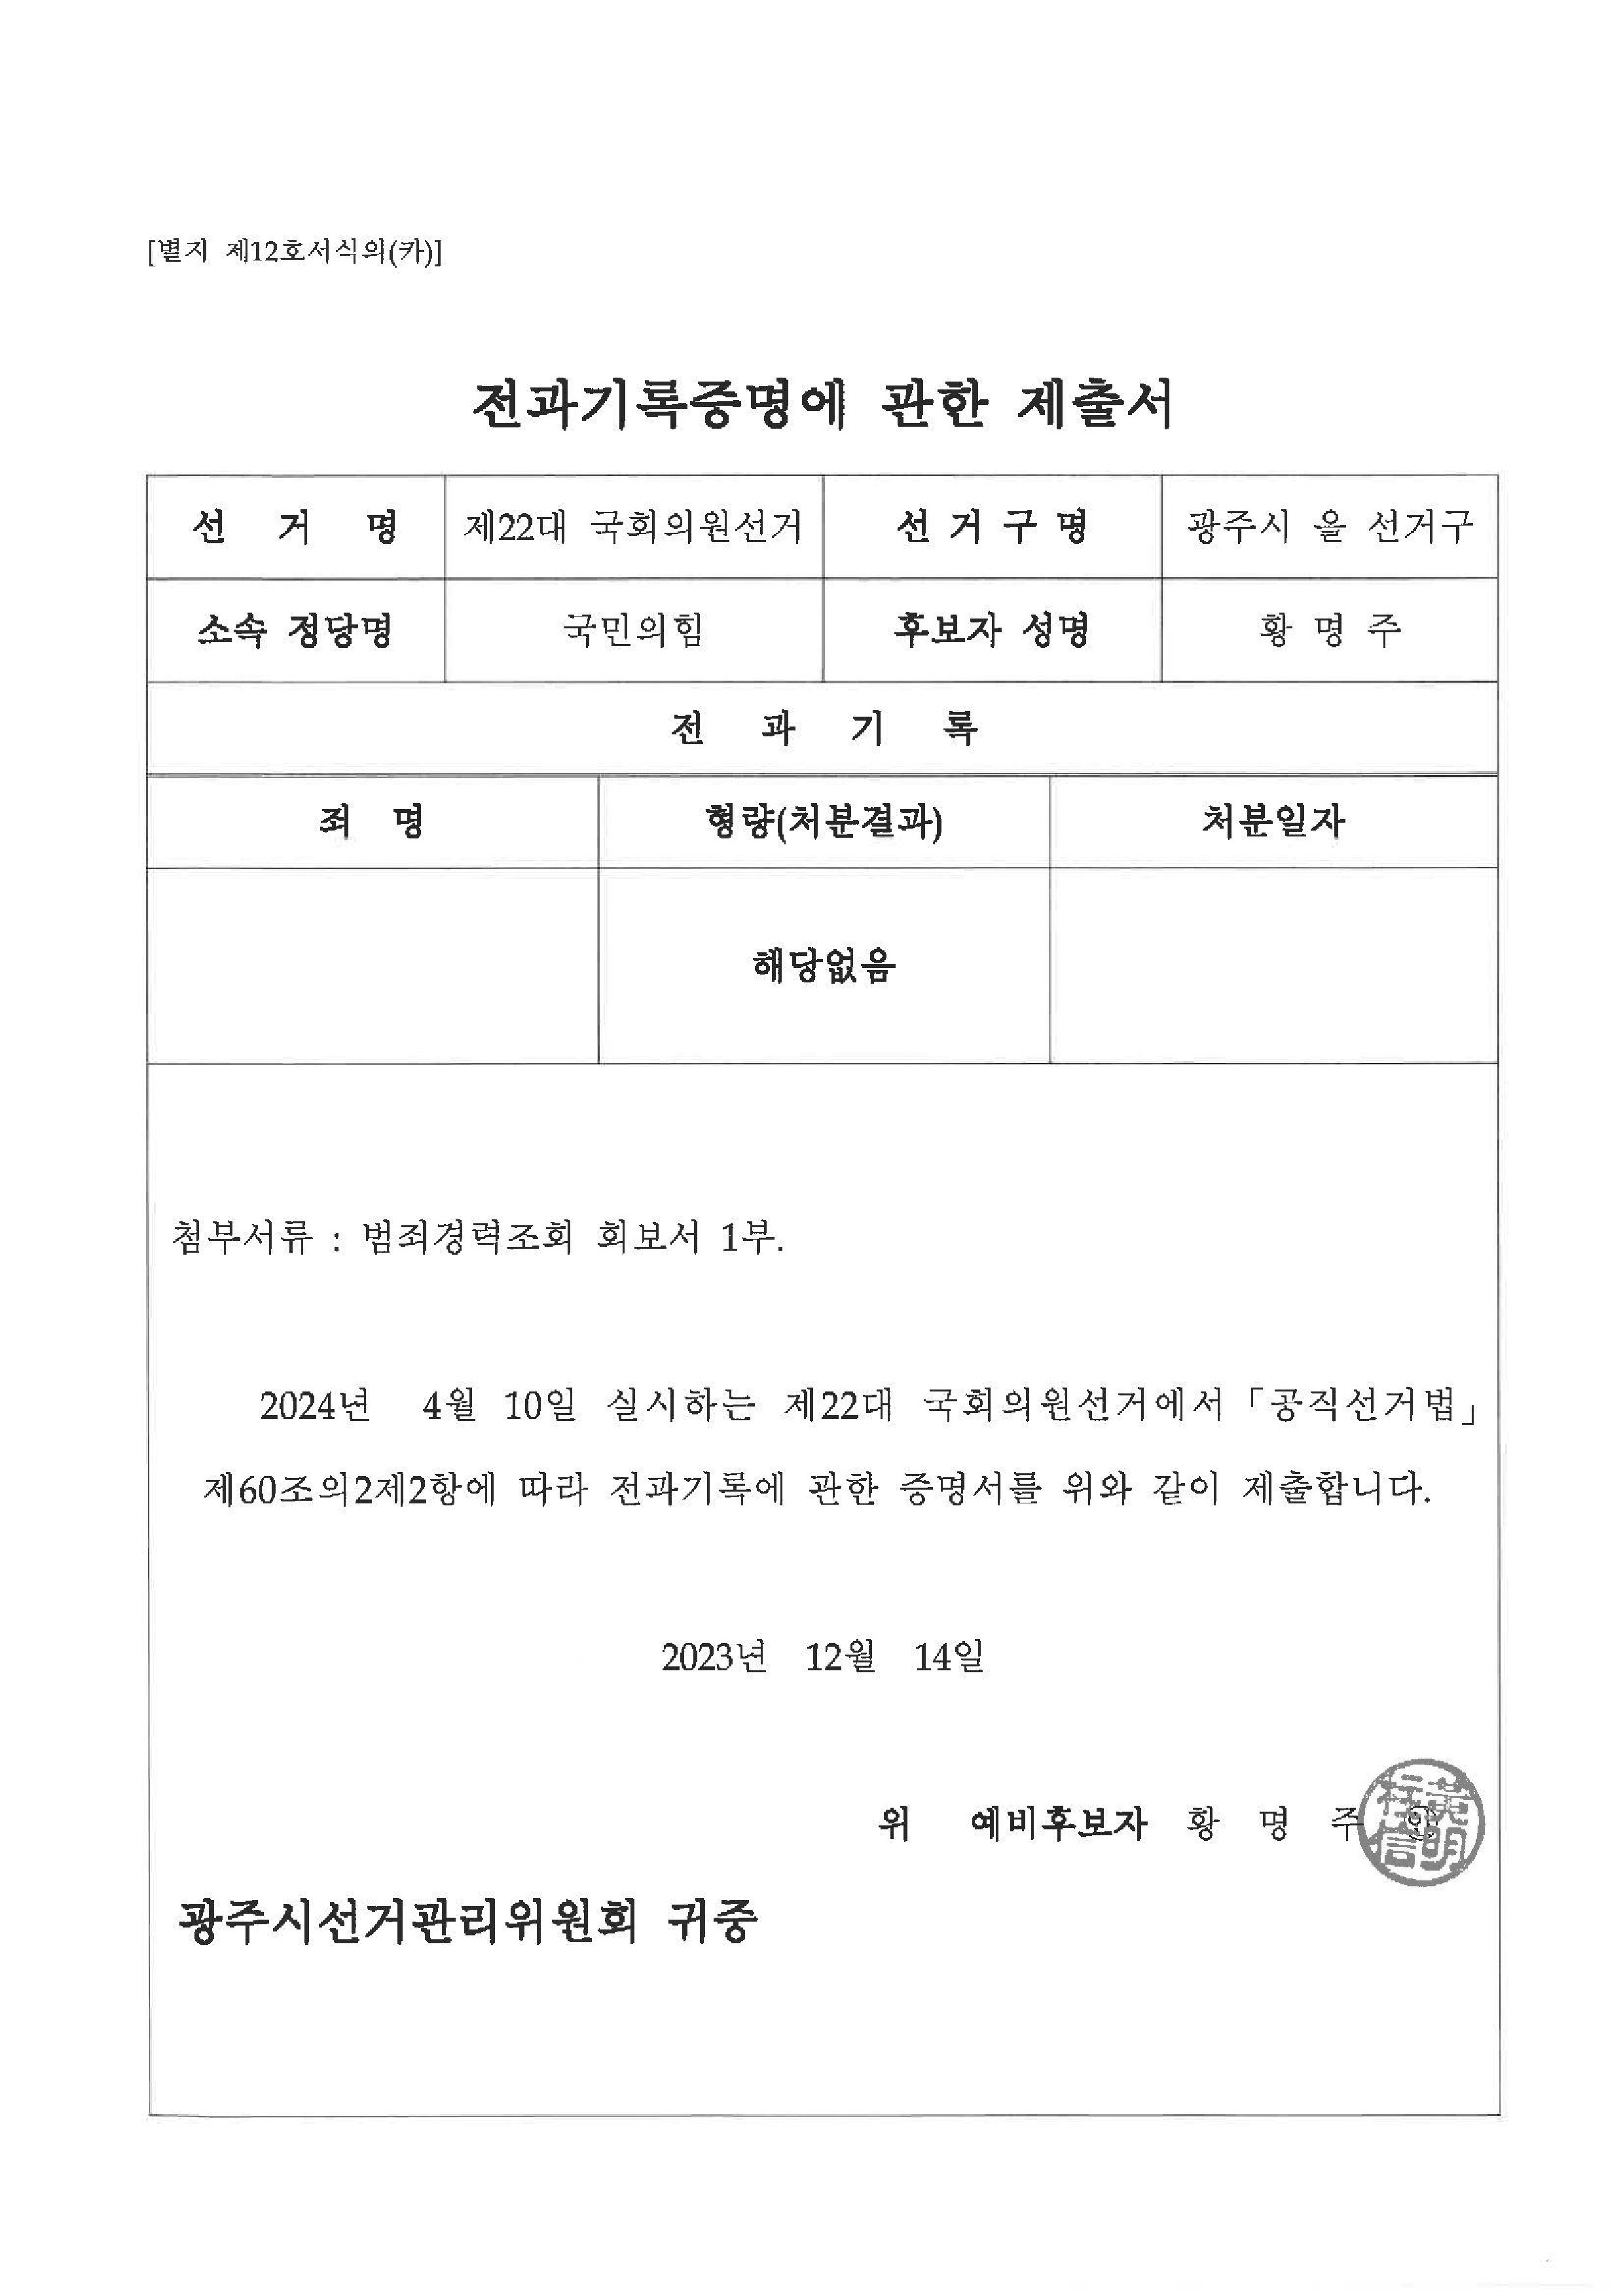 [별지 제12호서식의(카)]
전과기록증명에 관한 제출서
선 거 명 제22대 국회의원선거 선 거 구 명 광주시 을 선거구
소속 정당명 국민의힘 후보자 성명 황 명 주
전 과 기 록
죄 명 형량(처분결과) 처분일자
해당없음
첨부서류 : 범죄경력조회 회보서 1부.
2024년 4월 10일 실시하는 제22대 국회의원선거에서「공직선거법」
제60조의2제2항에 따라 전과기록에 관한 증명서를 위와 같이 제출합니다.
2023년 12월 14일
위 예비후보자 황 명 주
광주시선거관리위원회 귀중